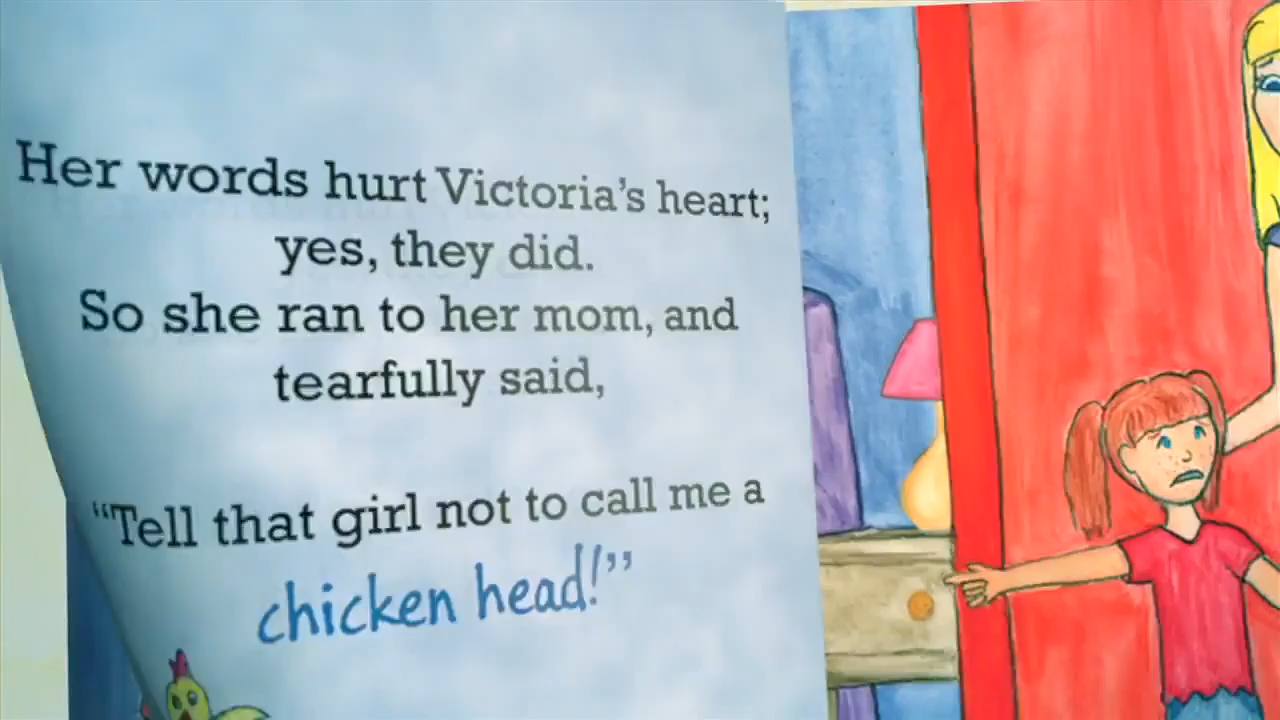 Her words hurt Victoria's heart;
yes, they did.
So she ran to her mom, and
tearfully said,
“Tell that girl not to call me a
chicken head!”